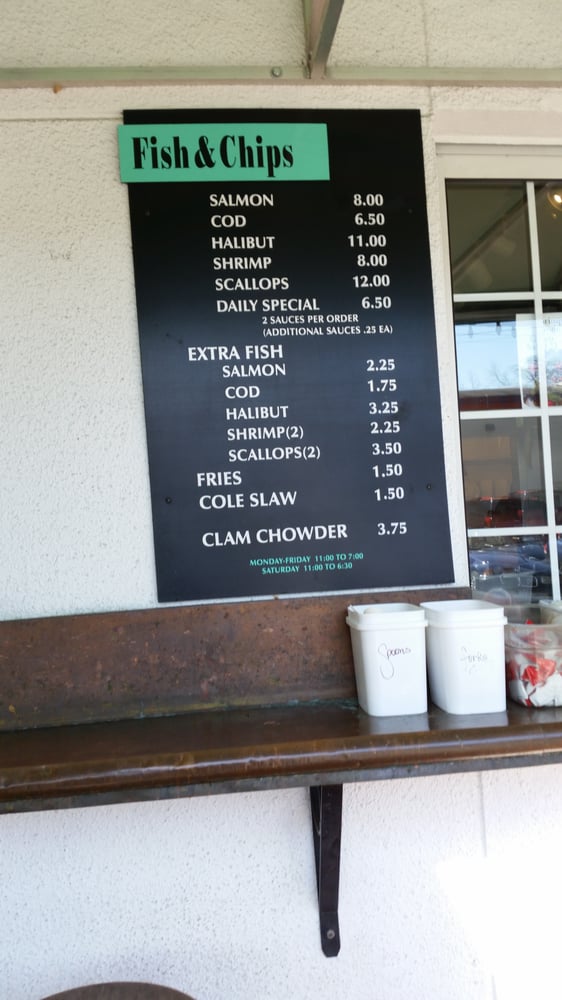 Fish & Chips
SALMON 8.00
COD 6.50
HALIBUT 11.00
SHRIMP 8.00
SCALLOPS 12.00
DAILY SPECIAL 6.50
2 SAUCES PER ORDER
(ADDITIONAL SAUCES .25 EA)
EXTRA FISH
SALMON 2.25
COD 1.75
HALIBUT 3.25
SHRIMP(2) 2.25
SCALLOPS(2) 3.50
FRIES 1.50
COLE SLAW 1.50
CLAM CHOWDER 3.75
MONDAY-FRIDAY 11:00 TO 7:00
SATURDAY 11:00 TO 6:30
Spoons
Forks